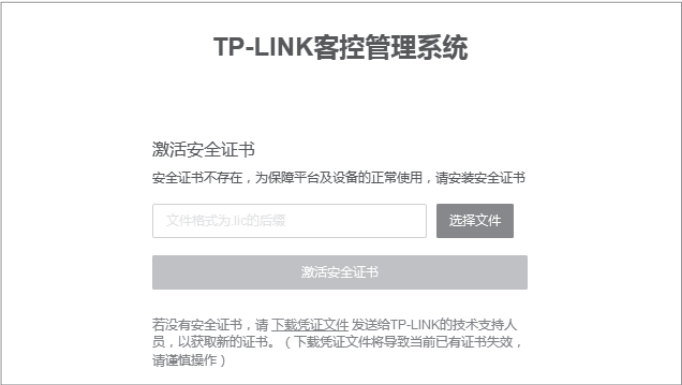 TP-LINK客控管理系统
激活安全证书
安全证书不存在，为保障平台及设备的正常使用，请安装安全证书
文件格式为.lic的后缀
选择文件
激活安全证书
若没有安全证书，请 下载凭证文件 发送给TP-LINK的技术支持人
员，以获取新的证书。（下载凭证文件将导致当前已有证书失效，
请谨慎操作）